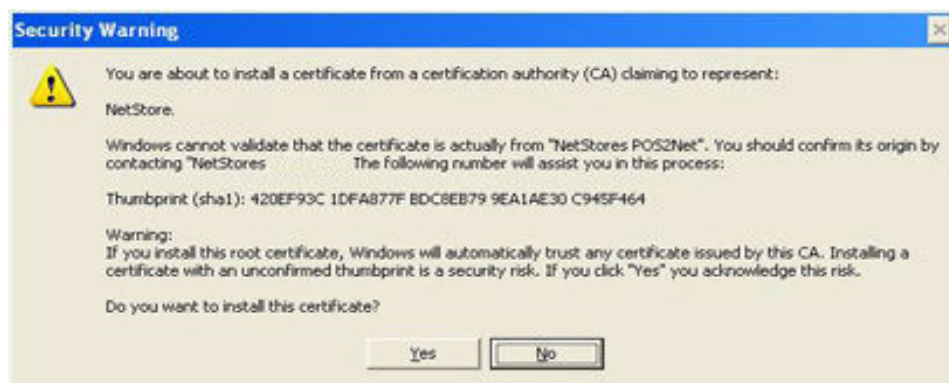 Security Warning
You are about to install a certificate from a certification authority (CA) claiming to represent:
NetStore.
Windows cannot validate that the certificate is actually from "NetStores POS2Net". You should confirm its origin by
contacting "NetStores The following number will assist you in this process:
Thumbprint (sha1): 420EF93C 1DFA877F BDC8EB79 9EA1AE30 C945F464
Warning:
If you install this root certificate, Windows will automatically trust any certificate issued by this CA. Installing a
certificate with an unconfirmed thumbprint is a security risk. If you click "Yes" you acknowledge this risk.
Do you want to install this certificate?
Yes No